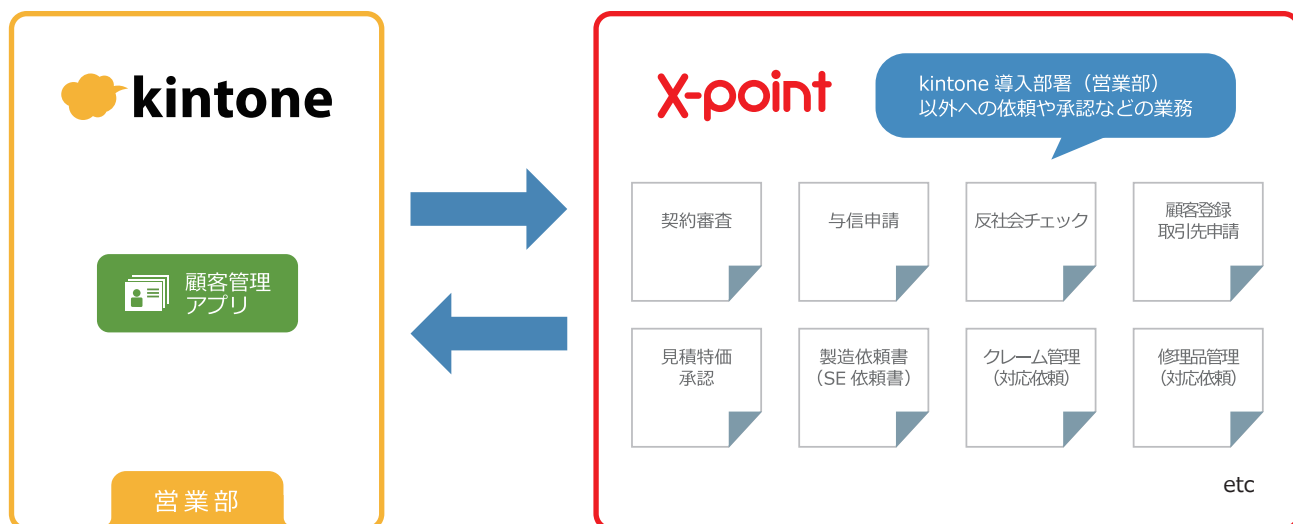 kintone
顧客管理
アプリ
営業部
X-point
kintone 導入部署（営業部）
以外への依頼や承認などの業務
契約審査
与信申請
反社会チェック
顧客登録
取引先申請
見積特価
承認
製造依頼書
（SE 依頼書）
クレーム管理
（対応依頼）
修理品管理
（対応依頼）
etc